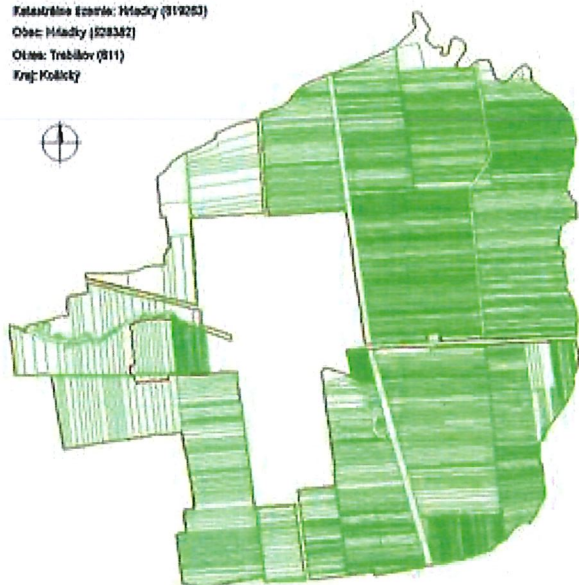 Katastrálne územie: Hriadky (819263)
Obec: Hriadky (528382)
Okres: Trebišov (811)
Kraj: Košický